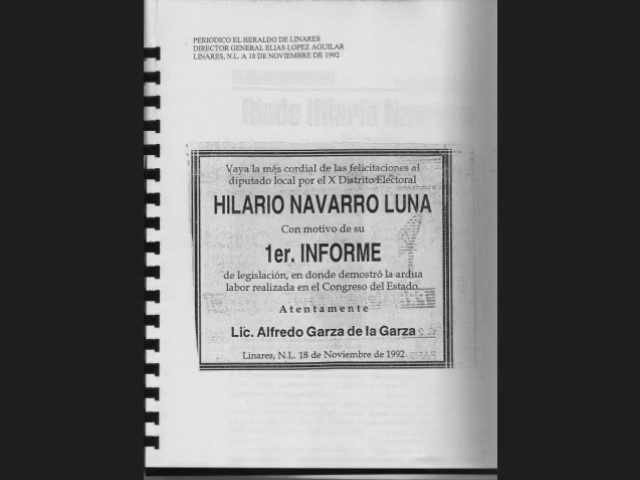 PERIODICO EL HERALDO DE LINARES
DIRECTOR GENERAL ELIAS LOPEZ AGUILAR
LINARES, N.L. A 18 DE NOVIEMBRE DE 1992
Rinde Hilario
Vaya la más cordial de las felicitaciones al
diputado local por el X Distrito Electoral
HILARIO NAVARRO LUNA
Con motivo de su
1er. INFORME
de legislación, en donde demostró la ardua
labor realizada en el Congreso del Estado.
Atentamente
Lic. Alfredo Garza de la Garza
Linares, N.L. 18 de Noviembre de 1992